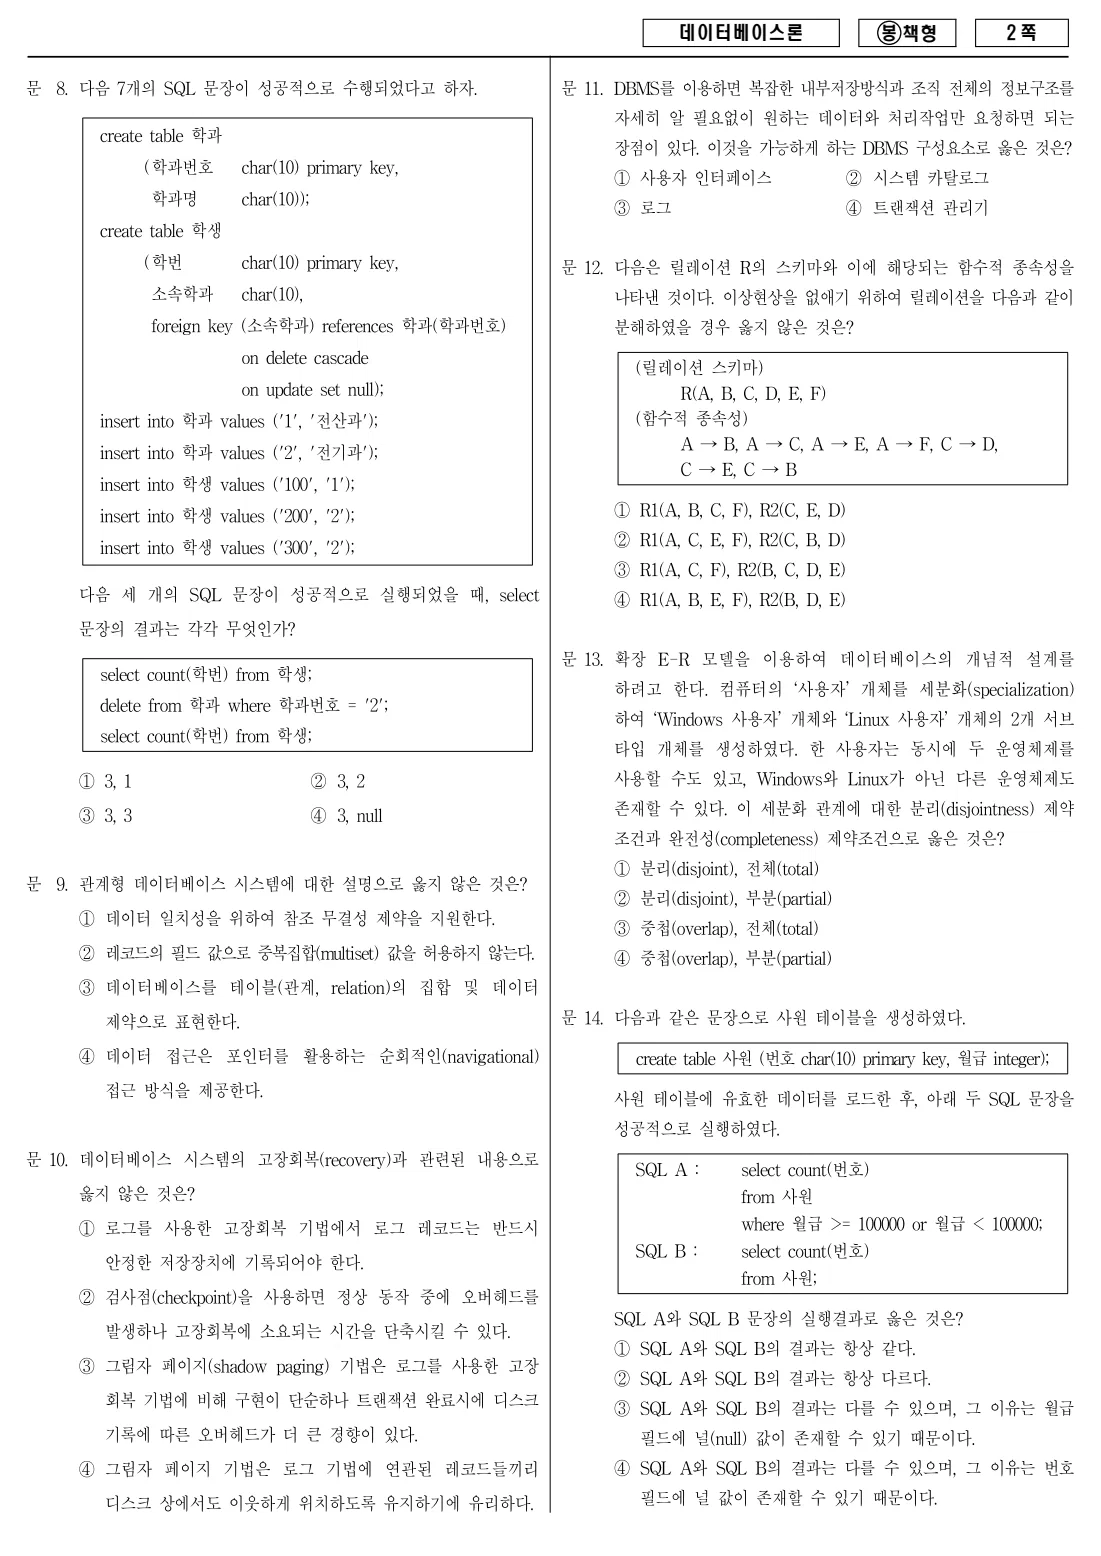 데이터베이스론 봉책형 2쪽
문 8. 다음 7개의 SQL 문장이 성공적으로 수행되었다고 하자.
create table 학과
(학과번호 char(10) primary key,
학과명 char(10));
create table 학생
(학번 char(10) primary key,
소속학과 char(10),
foreign key (소속학과) references 학과(학과번호)
on delete cascade
on update set null);
insert into 학과 values ('1', '전산과');
insert into 학과 values ('2', '전기과');
insert into 학생 values ('100', '1');
insert into 학생 values ('200', '2');
insert into 학생 values ('300', '2');
다음 세 개의 SQL 문장이 성공적으로 실행되었을 때, select
문장의 결과는 각각 무엇인가?
select count(학번) from 학생;
delete from 학과 where 학과번호 = '2';
select count(학번) from 학생;
① 3, 1 ② 3, 2
③ 3, 3 ④ 3, null
문 9. 관계형 데이터베이스 시스템에 대한 설명으로 옳지 않은 것은?
① 데이터 일치성을 위하여 참조 무결성 제약을 지원한다.
② 레코드의 필드 값으로 중복집합(multiset) 값을 허용하지 않는다.
③ 데이터베이스를 테이블(관계, relation)의 집합 및 데이터
제약으로 표현한다.
④ 데이터 접근은 포인터를 활용하는 순회적인(navigational)
접근 방식을 제공한다.
문 10. 데이터베이스 시스템의 고장회복(recovery)과 관련된 내용으로
옳지 않은 것은?
① 로그를 사용한 고장회복 기법에서 로그 레코드는 반드시
안정한 저장장치에 기록되어야 한다.
② 검사점(checkpoint)을 사용하면 정상 동작 중에 오버헤드를
발생하나 고장회복에 소요되는 시간을 단축시킬 수 있다.
③ 그림자 페이지(shadow paging) 기법은 로그를 사용한 고장
회복 기법에 비해 구현이 단순하나 트랜잭션 완료시에 디스크
기록에 따른 오버헤드가 더 큰 경향이 있다.
④ 그림자 페이지 기법은 로그 기법에 연관된 레코드들끼리
디스크 상에서도 이웃하게 위치하도록 유지하기에 유리하다.
문 11. DBMS를 이용하면 복잡한 내부저장방식과 조직 전체의 정보구조를
자세히 알 필요없이 원하는 데이터와 처리작업만 요청하면 되는
장점이 있다. 이것을 가능하게 하는 DBMS 구성요소로 옳은 것은?
① 사용자 인터페이스 ② 시스템 카탈로그
③ 로그 ④ 트랜잭션 관리기
문 12. 다음은 릴레이션 R의 스키마와 이에 해당되는 함수적 종속성을
나타낸 것이다. 이상현상을 없애기 위하여 릴레이션을 다음과 같이
분해하였을 경우 옳지 않은 것은?
(릴레이션 스키마)
R(A, B, C, D, E, F)
(함수적 종속성)
A → B, A → C, A → E, A → F, C → D,
C → E, C → B
① R1(A, B, C, F), R2(C, E, D)
② R1(A, C, E, F), R2(C, B, D)
③ R1(A, C, F), R2(B, C, D, E)
④ R1(A, B, E, F), R2(B, D, E)
문 13. 확장 E-R 모델을 이용하여 데이터베이스의 개념적 설계를
하려고 한다. 컴퓨터의 ‘사용자’ 개체를 세분화(specialization)
하여 ‘Windows 사용자’ 개체와 ‘Linux 사용자’ 개체의 2개 서브
타입 개체를 생성하였다. 한 사용자는 동시에 두 운영체제를
사용할 수도 있고, Windows와 Linux가 아닌 다른 운영체제도
존재할 수 있다. 이 세분화 관계에 대한 분리(disjointness) 제약
조건과 완전성(completeness) 제약조건으로 옳은 것은?
① 분리(disjoint), 전체(total)
② 분리(disjoint), 부분(partial)
③ 중첩(overlap), 전체(total)
④ 중첩(overlap), 부분(partial)
문 14. 다음과 같은 문장으로 사원 테이블을 생성하였다.
create table 사원 (번호 char(10) primary key, 월급 integer);
사원 테이블에 유효한 데이터를 로드한 후, 아래 두 SQL 문장을
성공적으로 실행하였다.
SQL A : select count(번호)
from 사원
where 월급 >= 100000 or 월급 < 100000;
SQL B : select count(번호)
from 사원;
SQL A와 SQL B 문장의 실행결과로 옳은 것은?
① SQL A와 SQL B의 결과는 항상 같다.
② SQL A와 SQL B의 결과는 항상 다르다.
③ SQL A와 SQL B의 결과는 다를 수 있으며, 그 이유는 월급
필드에 널(null) 값이 존재할 수 있기 때문이다.
④ SQL A와 SQL B의 결과는 다를 수 있으며, 그 이유는 번호
필드에 널 값이 존재할 수 있기 때문이다.